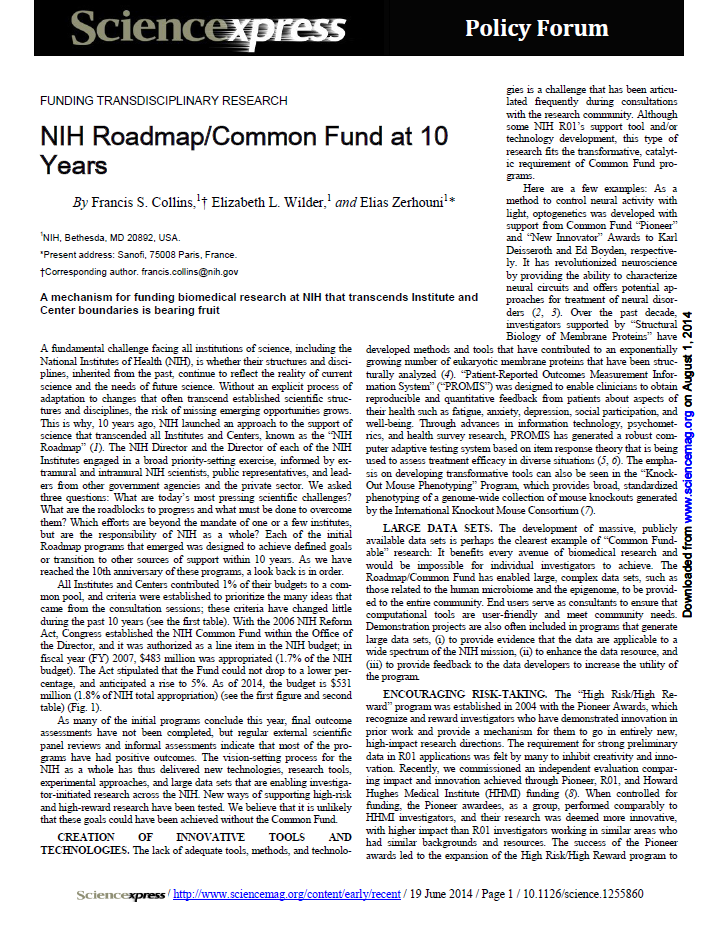 Sciencexpress
Policy Forum
FUNDING TRANSDISCIPLINARY RESEARCH
NIH Roadmap/Common Fund at 10
Years
By Francis S. Collins,1† Elizabeth L. Wilder,1 and Elias Zerhouni1*
1NIH, Bethesda, MD 20892, USA.
*Present address: Sanofi, 75008 Paris, France.
†Corresponding author. francis.collins@nih.gov
A mechanism for funding biomedical research at NIH that transcends Institute and
Center boundaries is bearing fruit
A fundamental challenge facing all institutions of science, including the
National Institutes of Health (NIH), is whether their structures and disci-
plines, inherited from the past, continue to reflect the reality of current
science and the needs of future science. Without an explicit process of
adaptation to changes that often transcend established scientific struc-
tures and disciplines, the risk of missing emerging opportunities grows.
This is why, 10 years ago, NIH launched an approach to the support of
science that transcended all Institutes and Centers, known as the “NIH
Roadmap” (1). The NIH Director and the Director of each of the NIH
Institutes engaged in a broad priority-setting exercise, informed by ex-
tramural and intramural NIH scientists, public representatives, and lead-
ers from other government agencies and the private sector. We asked
three questions: What are today’s most pressing scientific challenges?
What are the roadblocks to progress and what must be done to overcome
them? Which efforts are beyond the mandate of one or a few institutes,
but are the responsibility of NIH as a whole? Each of the initial
Roadmap programs that emerged was designed to achieve defined goals
or transition to other sources of support within 10 years. As we have
reached the 10th anniversary of these programs, a look back is in order.
All Institutes and Centers contributed 1% of their budgets to a com-
mon pool, and criteria were established to prioritize the many ideas that
came from the consultation sessions; these criteria have changed little
during the past 10 years (see the first table). With the 2006 NIH Reform
Act, Congress established the NIH Common Fund within the Office of
the Director, and it was authorized as a line item in the NIH budget; in
fiscal year (FY) 2007, $483 million was appropriated (1.7% of the NIH
budget). The Act stipulated that the Fund could not drop to a lower per-
centage, and anticipated a rise to 5%. As of 2014, the budget is $531
million (1.8% of NIH total appropriation) (see the first figure and second
table) (Fig. 1).
As many of the initial programs conclude this year, final outcome
assessments have not been completed, but regular external scientific
panel reviews and informal assessments indicate that most of the pro-
grams have had positive outcomes. The vision-setting process for the
NIH as a whole has thus delivered new technologies, research tools,
experimental approaches, and large data sets that are enabling investiga-
tor-initiated research across the NIH. New ways of supporting high-risk
and high-reward research have been tested. We believe that it is unlikely
that these goals could have been achieved without the Common Fund.
CREATION OF INNOVATIVE TOOLS AND
TECHNOLOGIES. The lack of adequate tools, methods, and technolo-
gies is a challenge that has been articu-
lated frequently during consultations
with the research community. Although
some NIH R01’s support tool and/or
technology development, this type of
research fits the transformative, catalyt-
ic requirement of Common Fund pro-
grams.
Here are a few examples: As a
method to control neural activity with
light, optogenetics was developed with
support from Common Fund “Pioneer”
and “New Innovator” Awards to Karl
Deisseroth and Ed Boyden, respective-
ly. It has revolutionized neuroscience
by providing the ability to characterize
neural circuits and offers potential ap-
proaches for treatment of neural disor-
ders (2, 3). Over the past decade,
investigators supported by “Structural
Biology of Membrane Proteins” have
developed methods and tools that have contributed to an exponentially
growing number of eukaryotic membrane proteins that have been struc-
turally analyzed (4). “Patient-Reported Outcomes Measurement Infor-
mation System” (“PROMIS”) was designed to enable clinicians to obtain
reproducible and quantitative feedback from patients about aspects of
their health such as fatigue, anxiety, depression, social participation, and
well-being. Through advances in information technology, psychomet-
rics, and health survey research, PROMIS has generated a robust com-
puter adaptive testing system based on item response theory that is being
used to assess treatment efficacy in diverse situations (5, 6). The empha-
sis on developing transformative tools can also be seen in the “Knock-
Out Mouse Phenotyping” Program, which provides broad, standardized
phenotyping of a genome-wide collection of mouse knockouts generated
by the International Knockout Mouse Consortium (7).
LARGE DATA SETS. The development of massive, publicly
available data sets is perhaps the clearest example of “Common Fund-
able” research: It benefits every avenue of biomedical research and
would be impossible for individual investigators to achieve. The
Roadmap/Common Fund has enabled large, complex data sets, such as
those related to the human microbiome and the epigenome, to be provid-
ed to the entire community. End users serve as consultants to ensure that
computational tools are user-friendly and meet community needs.
Demonstration projects are also often included in programs that generate
large data sets, (i) to provide evidence that the data are applicable to a
wide spectrum of the NIH mission, (ii) to enhance the data resource, and
(iii) to provide feedback to the data developers to increase the utility of
the program.
ENCOURAGING RISK-TAKING. The “High Risk/High Re-
ward” program was established in 2004 with the Pioneer Awards, which
recognize and reward investigators who have demonstrated innovation in
prior work and provide a mechanism for them to go in entirely new,
high-impact research directions. The requirement for strong preliminary
data in R01 applications was felt by many to inhibit creativity and inno-
vation. Recently, we commissioned an independent evaluation compar-
ing impact and innovation achieved through Pioneer, R01, and Howard
Hughes Medical Institute (HHMI) funding (8). When controlled for
funding, the Pioneer awardees, as a group, performed comparably to
HHMI investigators, and their research was deemed more innovative,
with higher impact than R01 investigators working in similar areas who
had similar backgrounds and resources. The success of the Pioneer
awards led to the expansion of the High Risk/High Reward program to
Downloaded from www.sciencemag.org on August 1, 2014
Sciencexpress / http://www.sciencemag.org/content/early/recent / 19 June 2014 / Page 1 / 10.1126/science.1255860